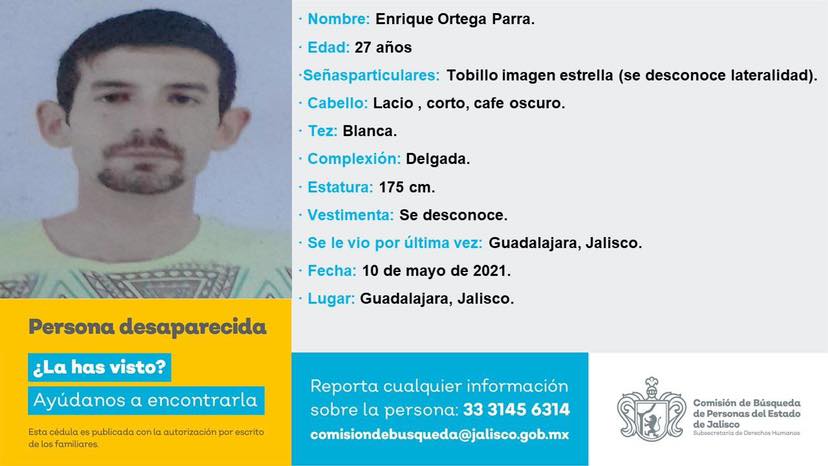 · Nombre: Enrique Ortega Parra.
· Edad: 27 años
·Señasparticulares: Tobillo imagen estrella (se desconoce lateralidad).
· Cabello: Lacio , corto, cafe oscuro.
· Tez: Blanca.
· Complexión: Delgada.
· Estatura: 175 cm.
· Vestimenta: Se desconoce.
· Se le vio por última vez: Guadalajara, Jalisco.
· Fecha: 10 de mayo de 2021.
· Lugar: Guadalajara, Jalisco.
Persona desaparecida
¿La has visto?
Ayúdanos a encontrarla
Esta cédula es publicada con la autorización por escrito
de los familiares.
Reporta cualquier información
sobre la persona: 33 3145 6314
comisiondebusqueda@jalisco.gob.mx
Comisión de Búsqueda
de Personas del Estado
de Jalisco
Subsecretaría de Derechos Humanos